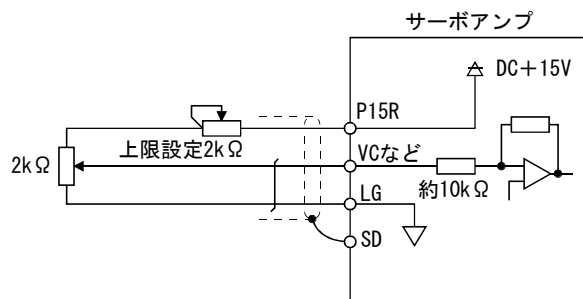 サーボアンプ
DC+15V
P15R
上限設定2kΩ
2kΩ
VCなど
約10kΩ
LG
SD